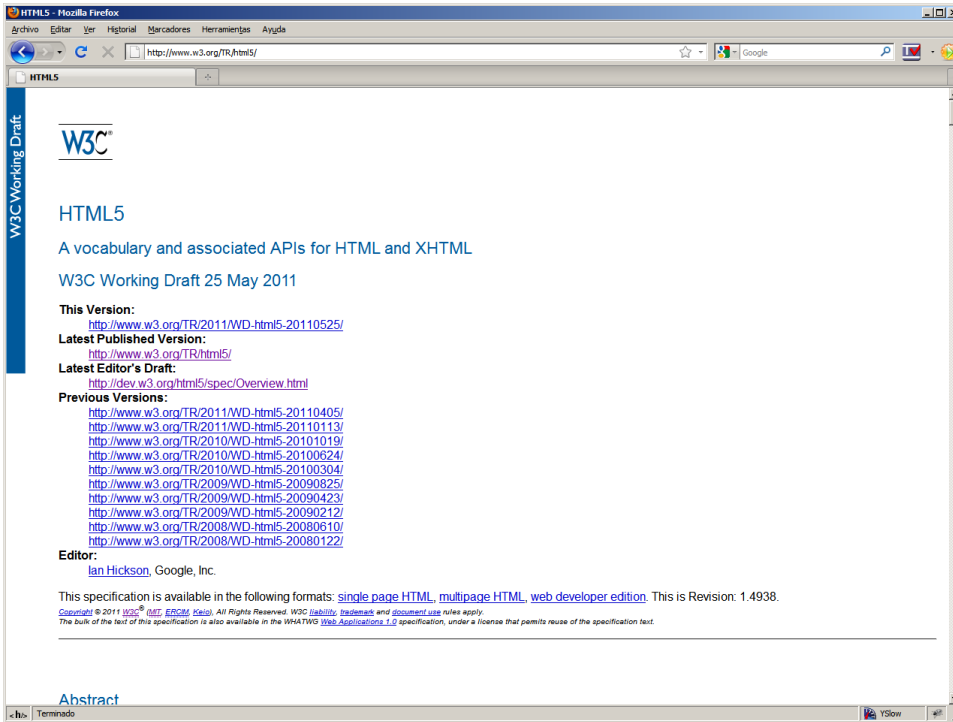 HTML5 - Mozilla Firefox
Archivo Editar Ver Historial Marcadores Herramientas Ayuda
http://www.w3.org/TR/html5/
Google
HTML5
W3C Working Draft
W3C®
HTML5
A vocabulary and associated APIs for HTML and XHTML
W3C Working Draft 25 May 2011
This Version:
http://www.w3.org/TR/2011/WD-html5-20110525/
Latest Published Version:
http://www.w3.org/TR/html5/
Latest Editor's Draft:
http://dev.w3.org/html5/spec/Overview.html
Previous Versions:
http://www.w3.org/TR/2011/WD-html5-20110405/
http://www.w3.org/TR/2011/WD-html5-20110113/
http://www.w3.org/TR/2010/WD-html5-20101019/
http://www.w3.org/TR/2010/WD-html5-20100624/
http://www.w3.org/TR/2010/WD-html5-20100304/
http://www.w3.org/TR/2009/WD-html5-20090825/
http://www.w3.org/TR/2009/WD-html5-20090423/
http://www.w3.org/TR/2009/WD-html5-20090212/
http://www.w3.org/TR/2008/WD-html5-20080610/
http://www.w3.org/TR/2008/WD-html5-20080122/
Editor:
Ian Hickson, Google, Inc.
This specification is available in the following formats: single page HTML, multipage HTML, web developer edition. This is Revision: 1.4938.
Copyright © 2011 W3C® (MIT, ERCIM, Keio), All Rights Reserved. W3C liability, trademark and document use rules apply.
The bulk of the text of this specification is also available in the WHATWG Web Applications 1.0 specification, under a license that permits reuse of the specification text.
Abstract
<h/> Terminado YSlow